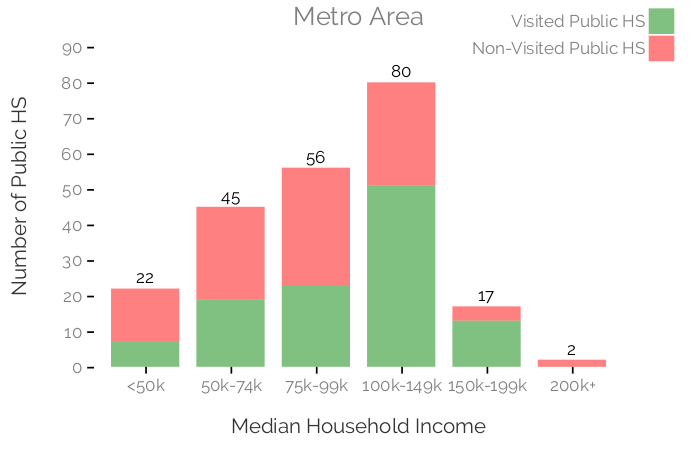 Metro Area
Visited Public HS
Non-Visited Public HS
Number of Public HS
90
80
70
60
50
40
30
20
10
0
22
45
56
80
17
2
<50k
50k-74k
75k-99k
100k-149k
150k-199k
200k+
Median Household Income